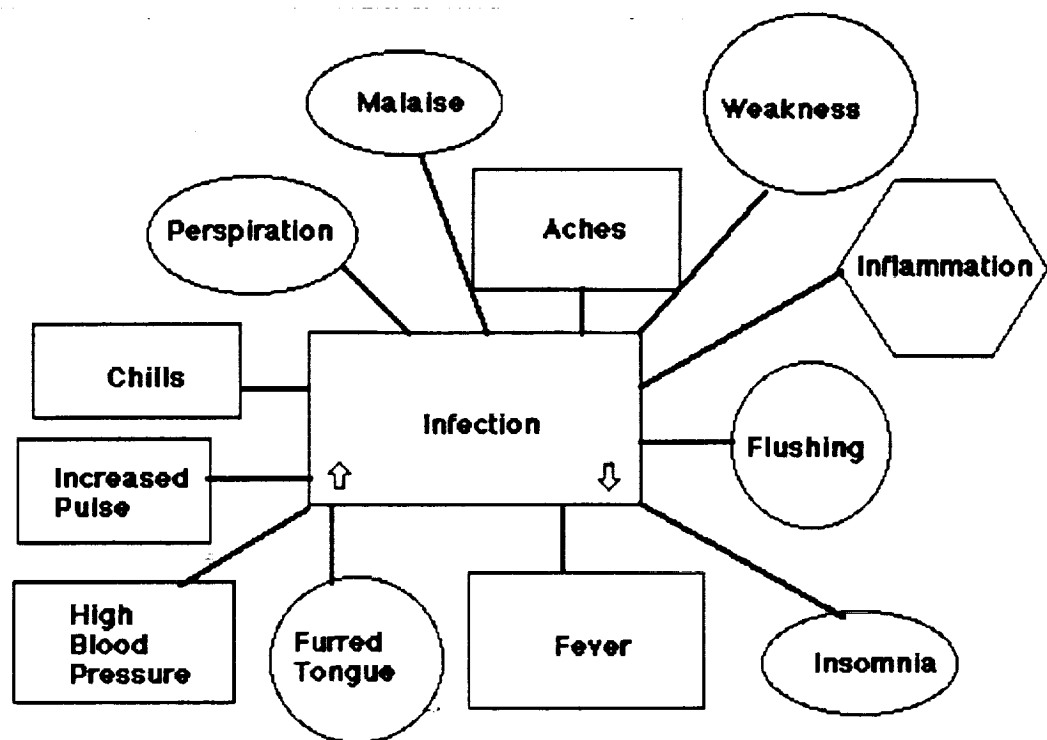 Malaise
Weakness
Perspiration
Aches
Inflammation
Chills
Infection
Flushing
Increased
Pulse
High
Blood
Pressure
Furred
Tongue
Fever
Insomnia